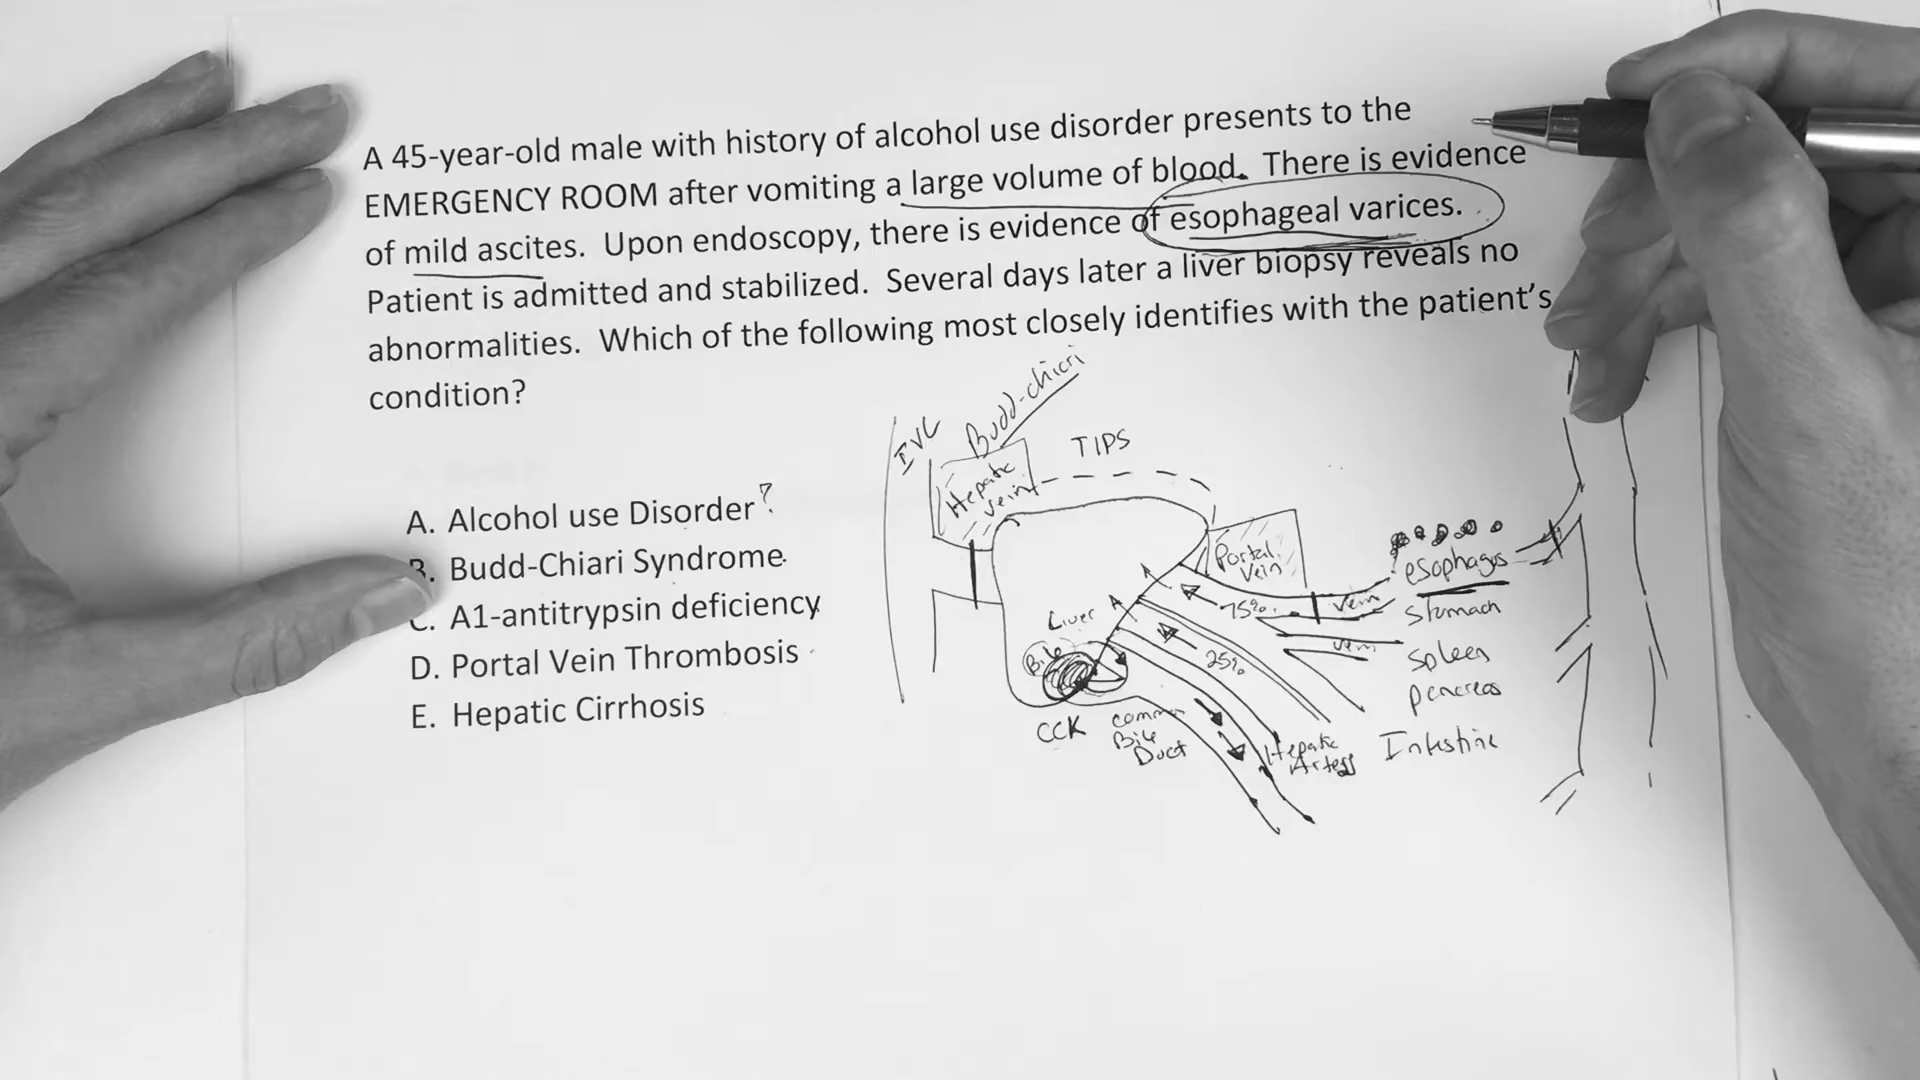 A 45-year-old male with history of alcohol use disorder presents to the
EMERGENCY ROOM after vomiting a large volume of blood. There is evidence
of mild ascites. Upon endoscopy, there is evidence of esophageal varices.
Patient is admitted and stabilized. Several days later a liver biopsy reveals no
abnormalities. Which of the following most closely identifies with the patient's
condition?
A. Alcohol use Disorder?
B. Budd-Chiari Syndrome
C. A1-antitrypsin deficiency
D. Portal Vein Thrombosis
E. Hepatic Cirrhosis
IVC
Budd-chiari
TIPS
Hepatic
vein
Portal
Vein
esophagus
stomach
spleen
pencreas
Intestine
vein
vein
75%
25%
Liver
Bile
CCK
common
Bile
Duct
Hepatic